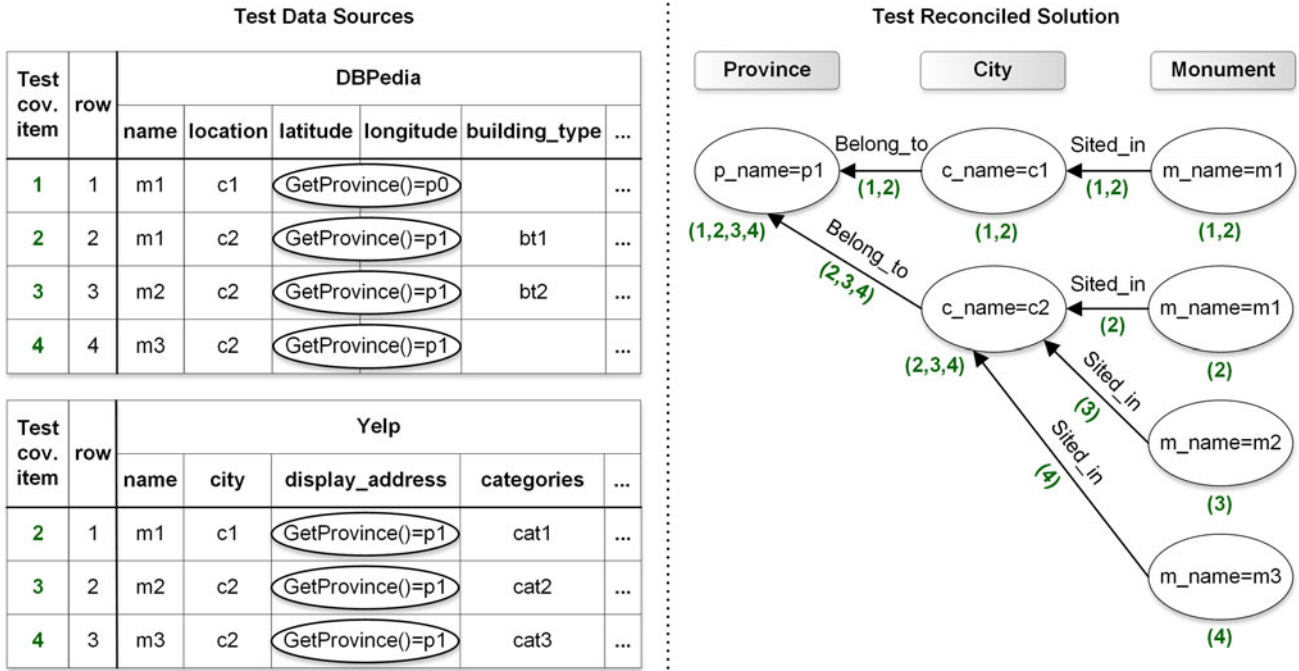 Test Data Sources
Test cov. item row DBPedia
name location latitude longitude building_type ...
1 1 m1 c1 GetProvince()=p0 ...
2 2 m1 c2 GetProvince()=p1 bt1 ...
3 3 m2 c2 GetProvince()=p1 bt2 ...
4 4 m3 c2 GetProvince()=p1 ...
Test cov. item row Yelp
name city display_address categories ...
2 1 m1 c1 GetProvince()=p1 cat1 ...
3 2 m2 c2 GetProvince()=p1 cat2 ...
4 3 m3 c2 GetProvince()=p1 cat3 ...
Test Reconciled Solution
Province City Monument
Belong_to Sited_in
p_name=p1 c_name=c1 m_name=m1
(1,2) (1,2)
(1,2,3,4) (1,2) (1,2)
Belong_to
(2,3,4)
Sited_in
c_name=c2 m_name=m1
(2)
(2,3,4) (2)
Sited_in
(3)
m_name=m2
(3)
Sited_in
(4)
m_name=m3
(4)